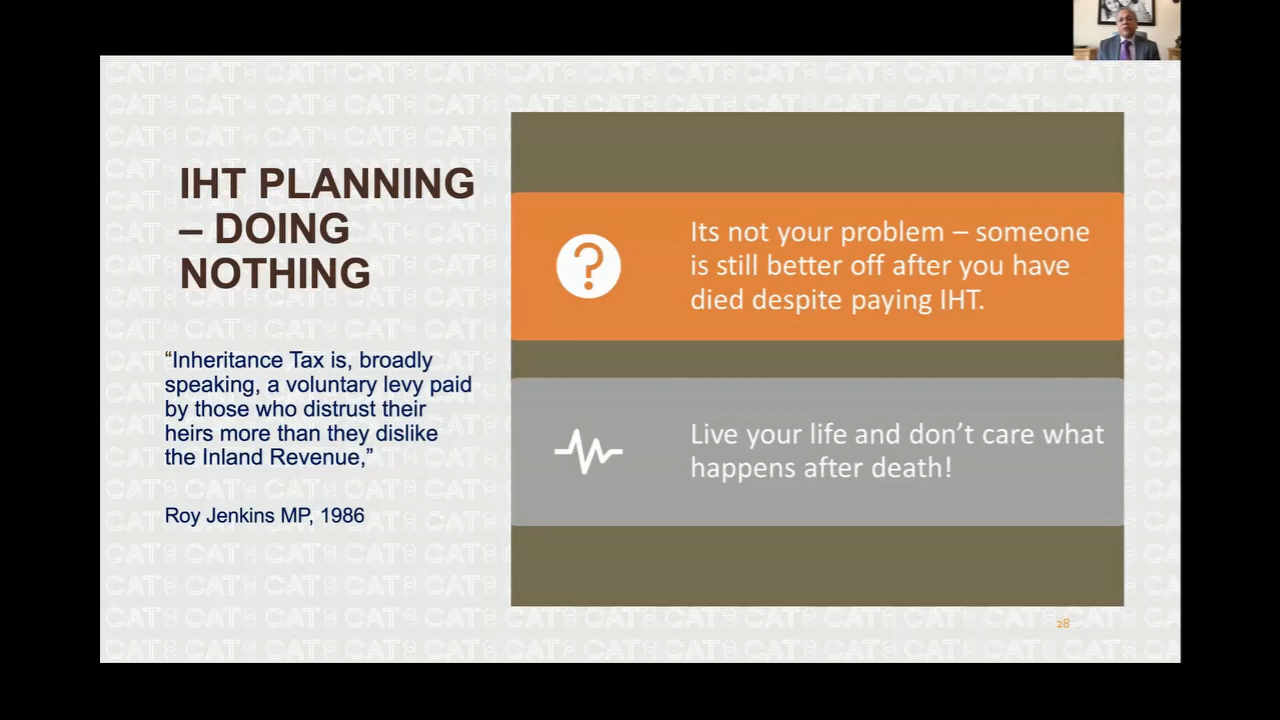 IHT PLANNING
– DOING
NOTHING
“Inheritance Tax is, broadly
speaking, a voluntary levy paid
by those who distrust their
heirs more than they dislike
the Inland Revenue,”
Roy Jenkins MP, 1986
Its not your problem – someone
is still better off after you have
died despite paying IHT.
Live your life and don’t care what
happens after death!
28